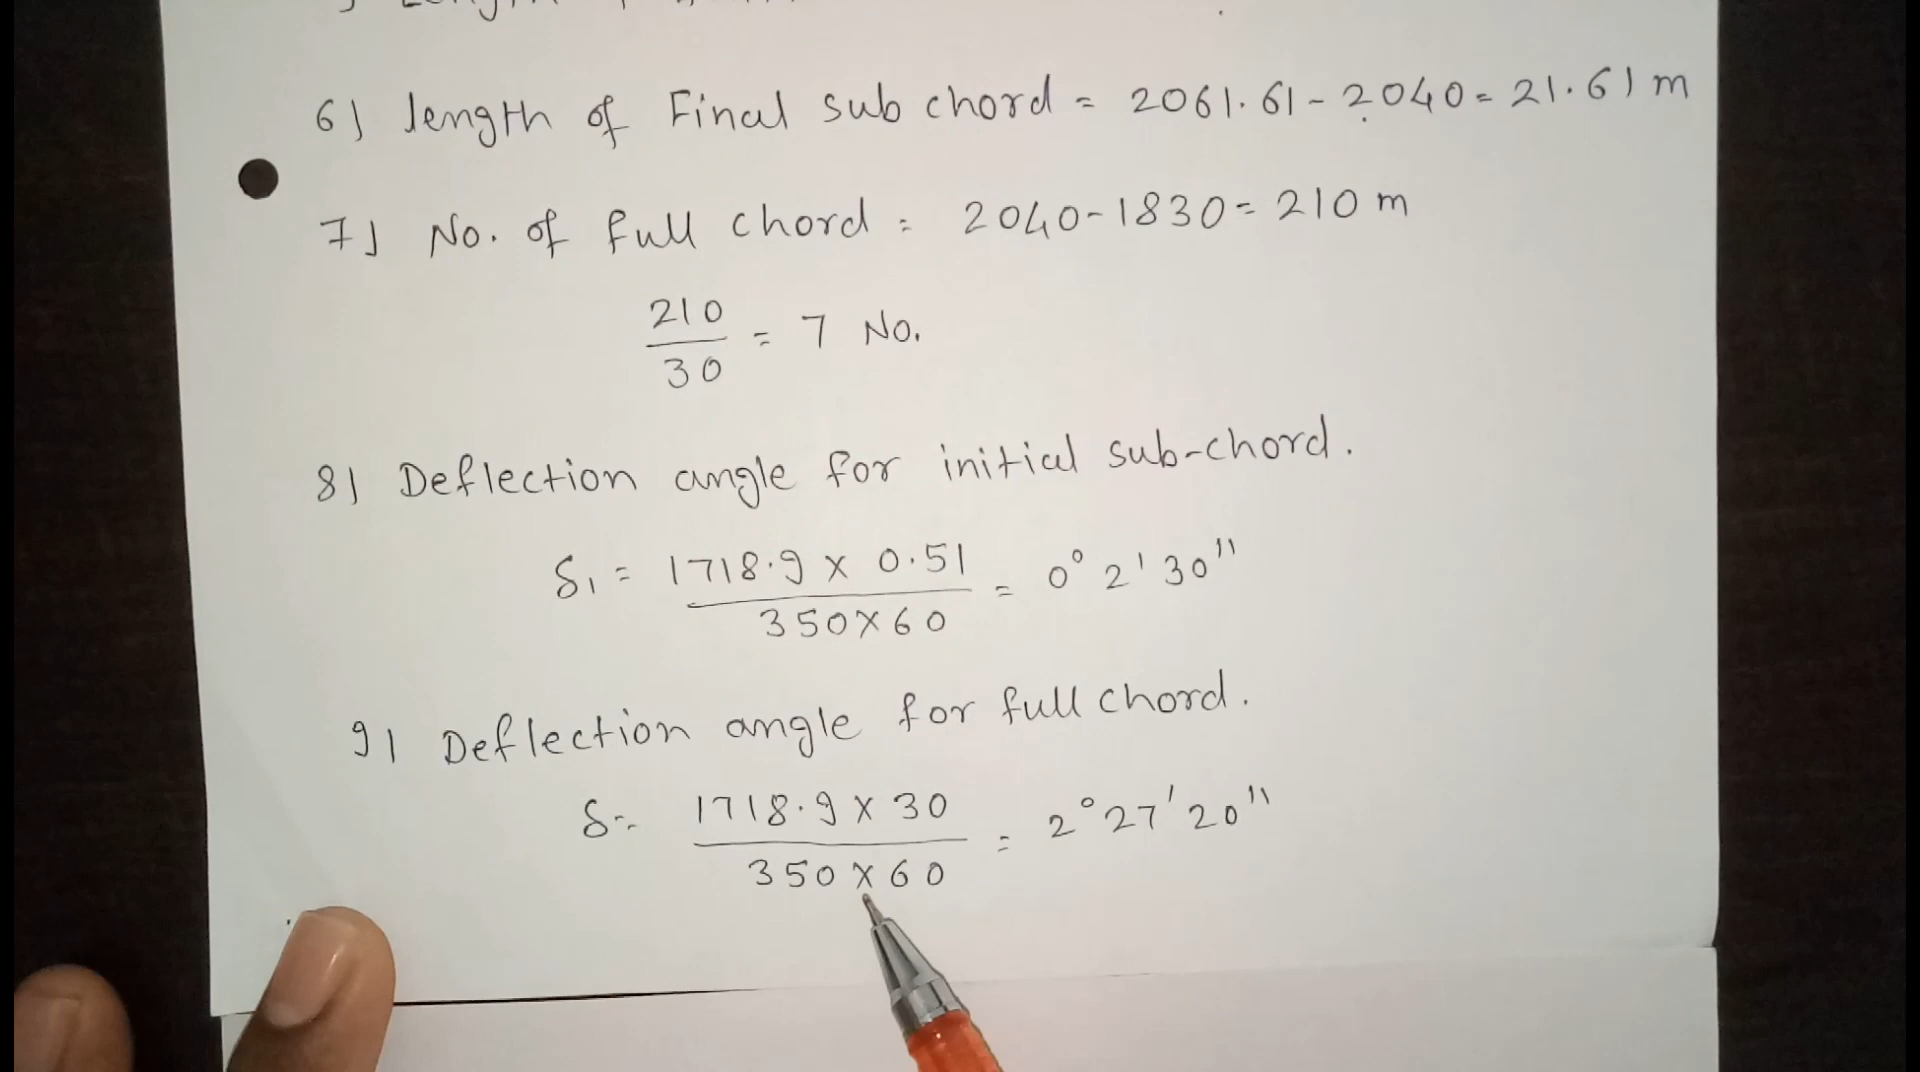 6) length of Final sub chord = 2061.61 - 2040 = 21.61 m
7) No. of full chord = 2040 - 1830 = 210 m
210/30 = 7 No.
8) Deflection angle for initial sub-chord.
δ₁ = 1718.9 x 0.51 / 350 x 60 = 0° 2' 30"
9) Deflection angle for full chord.
δ = 1718.9 x 30 / 350 x 60 = 2° 27' 20"